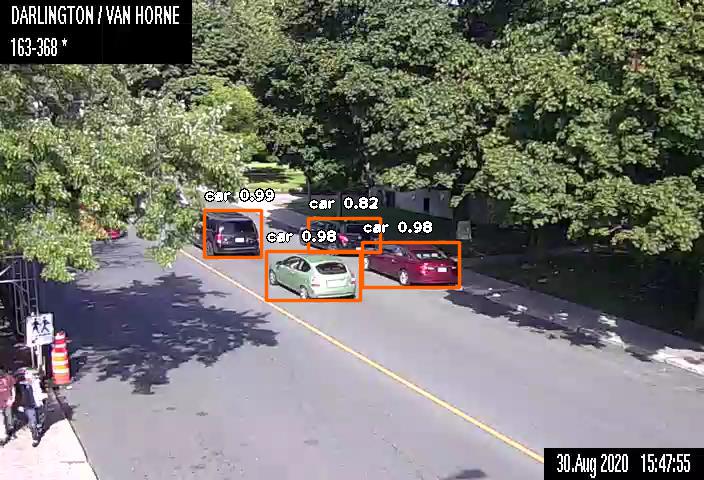 DARLINGTON / VAN HORNE
163-368 *
car 0.99
car 0.82
car 0.98
car 0.98
30.Aug 2020 15:47:55